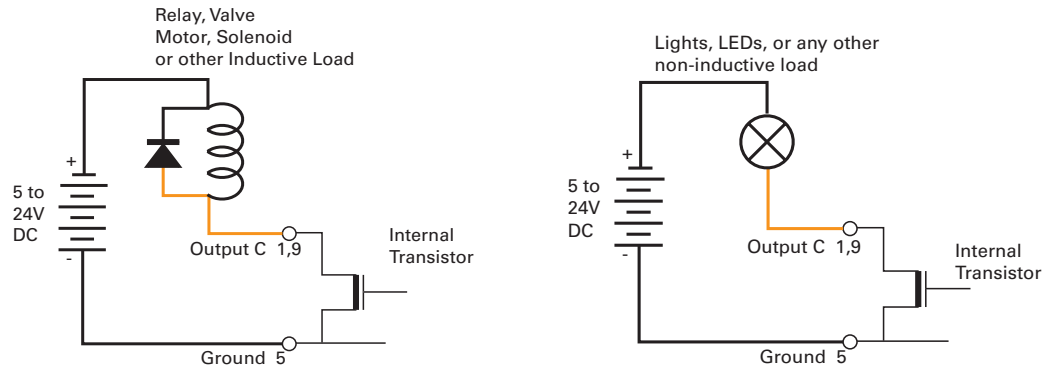 Relay, Valve
Motor, Solenoid
or other Inductive Load
+
5 to
24V
DC
-
Output C 1,9
Internal
Transistor
Ground 5
Lights, LEDs, or any other
non-inductive load
+
5 to
24V
DC
-
Output C 1,9
Internal
Transistor
Ground 5